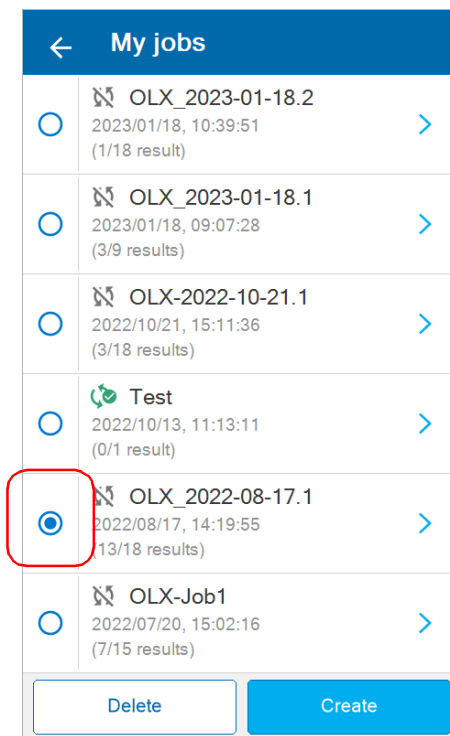 My jobs
OLX_2023-01-18.2
2023/01/18, 10:39:51
(1/18 result)
OLX_2023-01-18.1
2023/01/18, 09:07:28
(3/9 results)
OLX-2022-10-21.1
2022/10/21, 15:11:36
(3/18 results)
Test
2022/10/13, 11:13:11
(0/1 result)
OLX_2022-08-17.1
2022/08/17, 14:19:55
(13/18 results)
OLX-Job1
2022/07/20, 15:02:16
(7/15 results)
Delete
Create